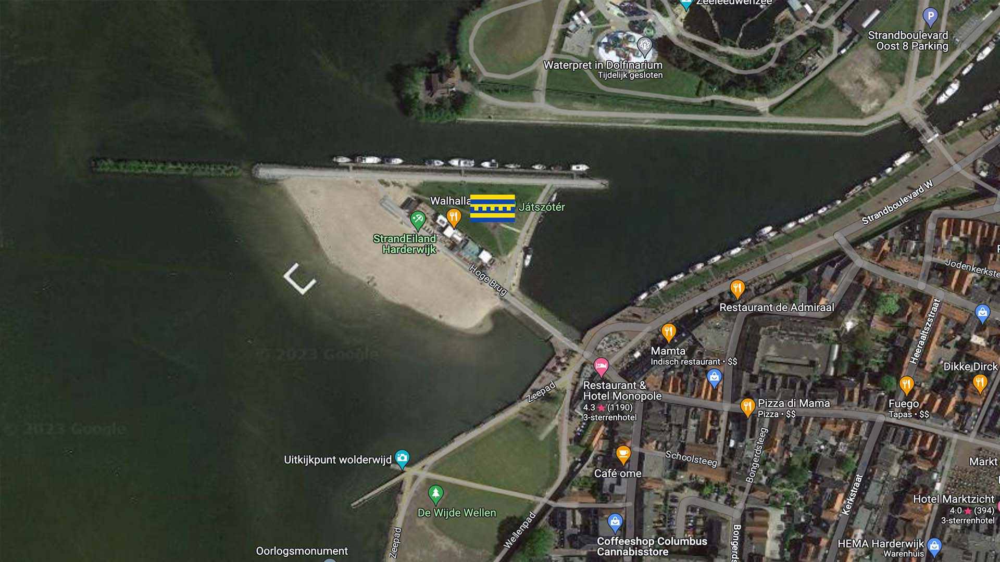 Zeeleeuwenzee
Strandboulevard
Oost 8 Parking
Waterpret in Dolfinarium
Tijdelijk gesloten
Walhalla
Játszótér
StrandEiland
Harderwijk
Hoge Brug
Strandboulevard W
Restaurant de Admiraal
Mamta
Indisch restaurant • $$
Heeraaltszstraat
Dikke Dirck
© 2023 Google
Zeepad
Restaurant &
Hotel Monopole
4.3 ★ (1190)
3-sterrenhotel
Pizza di Mama
Pizza • $$
Fuego
Tapas • $$
2023 Google
Uitkijkpunt wolderwijd
Schoolsteeg
Bongerdsteeg
Café ome
Markt
Kerkstraat
De Wijde Wellen
Hotel Marktzicht
4.0 ★ (394)
3-sterrenhotel
Wellenpad
Zeepad
Coffeeshop Columbus
Cannabisstore
Bongerds
HEMA Harderwijk
Warenhuis
Oorlogsmonument